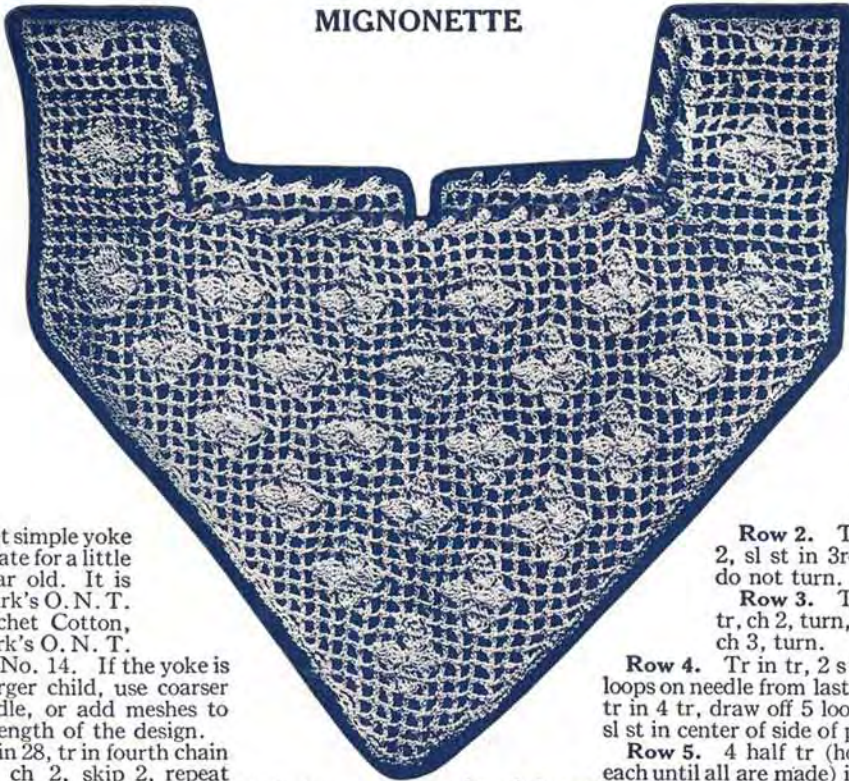 MIGNONETTE
t simple yoke
ate for a little
ar old. It is
rk's O. N. T.
chet Cotton,
rk's O. N. T.
No. 14. If the yoke is
rger child, use coarser
dle, or add meshes to
ength of the design.
in 28, tr in fourth chain
ch 2, skip 2, repeat
Row 2. T
2, sl st in 3r
do not turn.
Row 3. T
tr, ch 2, turn,
ch 3, turn.
Row 4. Tr in tr, 2 s
loops on needle from last
tr in 4 tr, draw off 5 loo
sl st in center of side of p
Row 5. 4 half tr (he
each until all are made)